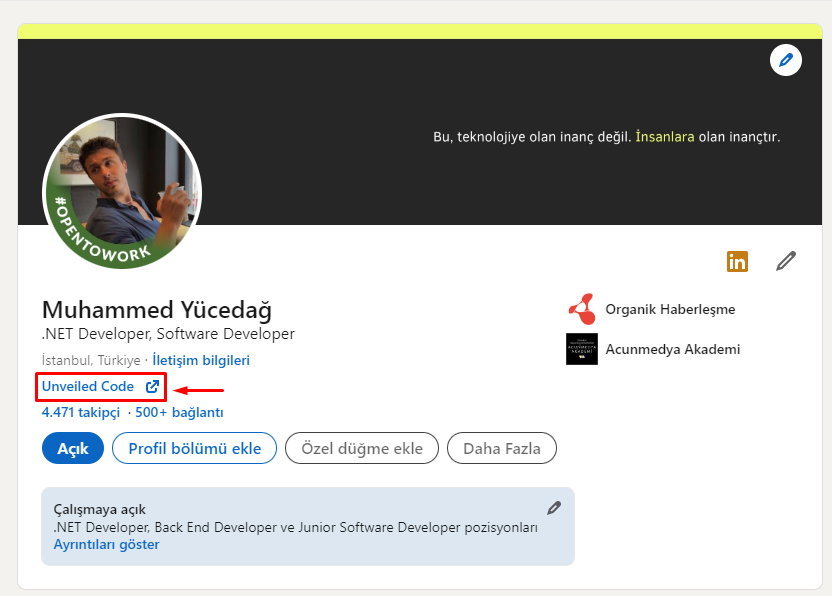 Bu, teknolojiye olan inanç değil. İnsanlara olan inançtır.
#OPENTOWORK
in
Muhammed Yücedağ
.NET Developer, Software Developer
İstanbul, Türkiye · İletişim bilgileri
Unveiled Code
4.471 takipçi · 500+ bağlantı
Organik Haberleşme
ACUNMEDYA
AKADEMİ
Acunmedya Akademi
Açık
Profil bölümü ekle
Özel düğme ekle
Daha Fazla
Çalışmaya açık
.NET Developer, Back End Developer ve Junior Software Developer pozisyonları
Ayrıntıları göster